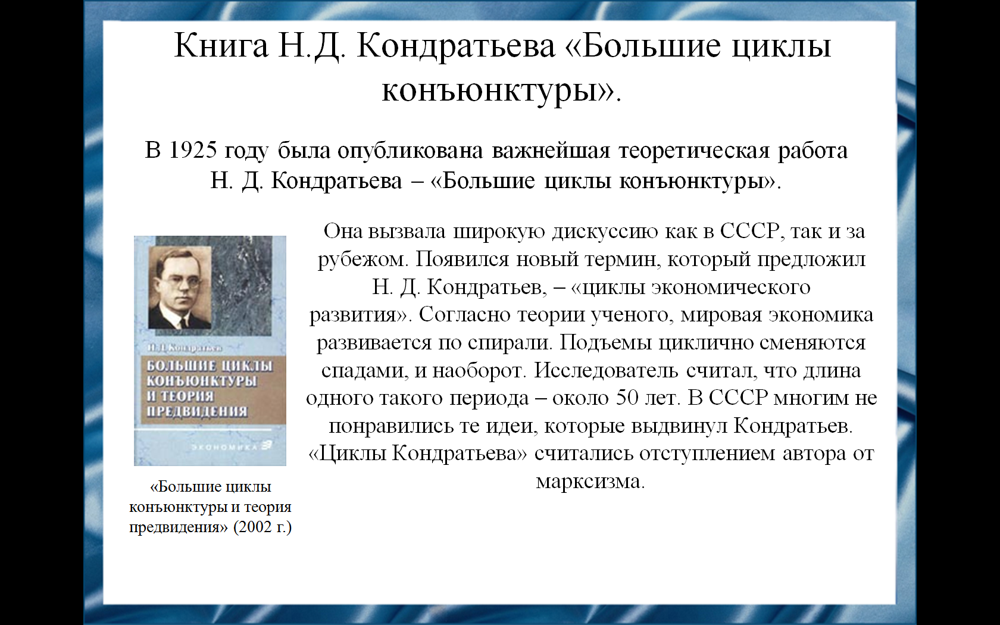 Книга Н.Д. Кондратьева «Большие циклы
конъюнктуры».
В 1925 году была опубликована важнейшая теоретическая работа
Н. Д. Кондратьева – «Большие циклы конъюнктуры».
Она вызвала широкую дискуссию как в СССР, так и за
рубежом. Появился новый термин, который предложил
Н. Д. Кондратьев, – «циклы экономического
развития». Согласно теории ученого, мировая экономика
развивается по спирали. Подъемы циклично сменяются
спадами, и наоборот. Исследователь считал, что длина
одного такого периода – около 50 лет. В СССР многим не
понравились те идеи, которые выдвинул Кондратьев.
«Циклы Кондратьева» считались отступлением автора от
марксизма.
Н.Д. Кондратьев
БОЛЬШИЕ ЦИКЛЫ
КОНЪЮНКТУРЫ
И ТЕОРИЯ
ПРЕДВИДЕНИЯ
ЭКОНОМИКА
«Большие циклы
конъюнктуры и теория
предвидения» (2002 г.)